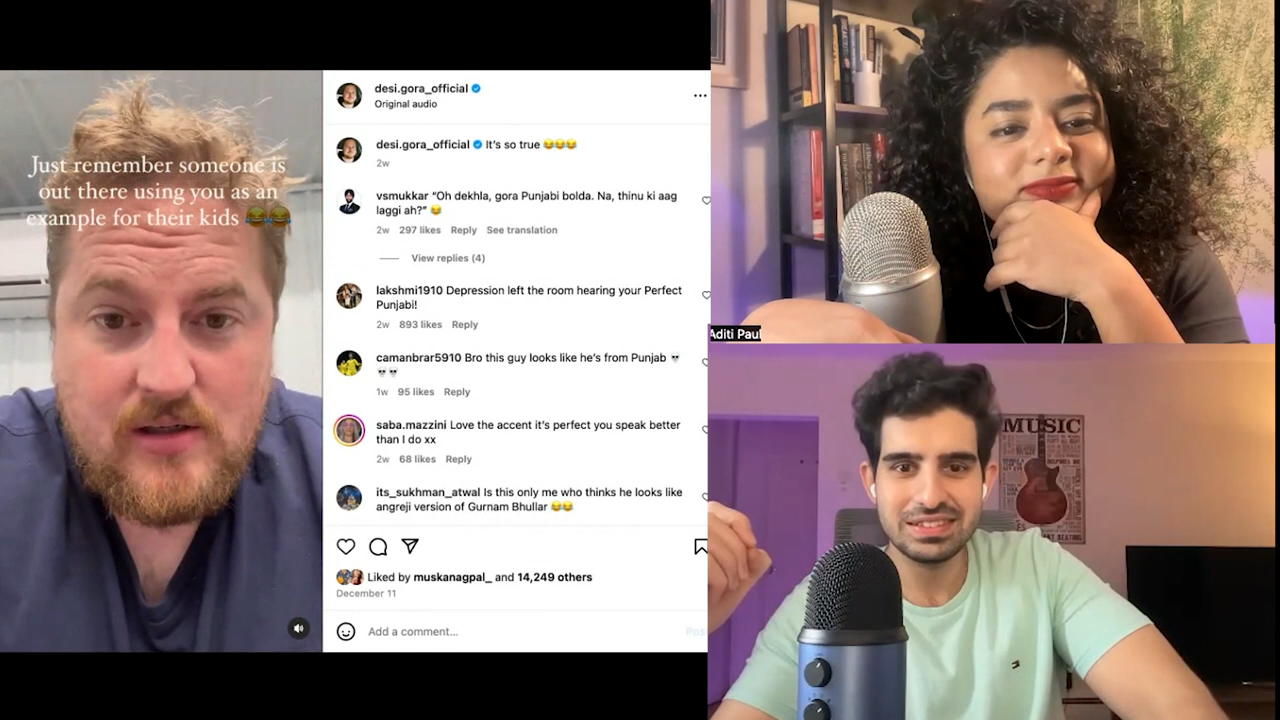 Just remember someone is
out there using you as an
example for their kids 😂😂
desi.gora_official
Original audio
desi.gora_official It's so true 😂😂😂
2w
vsmukkar "Oh dekhla, gora Punjabi bolda. Na, thinu ki aag
laggi ah?" 😂
2w 297 likes Reply See translation
View replies (4)
lakshmi1910 Depression left the room hearing your Perfect
Punjabi!
2w 893 likes Reply
camanbrar5910 Bro this guy looks like he's from Punjab 💀
💀💀
1w 95 likes Reply
saba.mazzini Love the accent it's perfect you speak better
than I do xx
2w 68 likes Reply
its_sukhman_atwal Is this only me who thinks he looks like
angreji version of Gurnam Bhullar 😂😂
Liked by muskanagpal_ and 14,249 others
December 11
Add a comment...
Pos
Aditi Paul
MUSIC